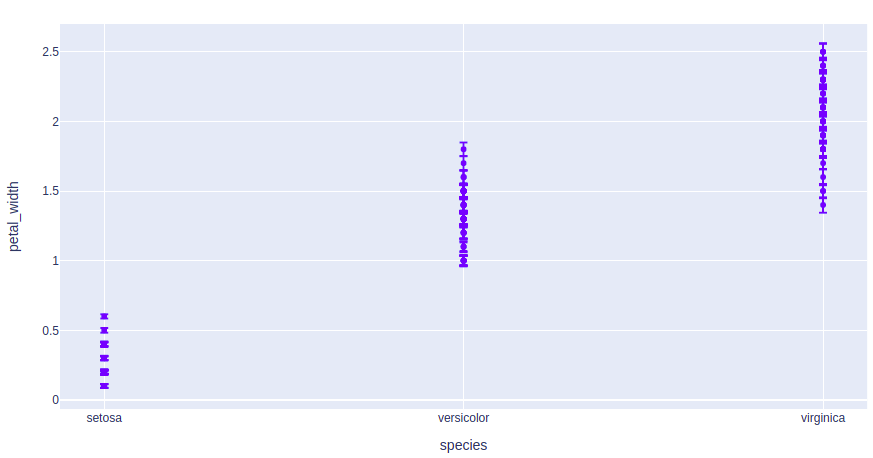 petal_width
2.5
2
1.5
1
0.5
0
setosa
versicolor
virginica
species